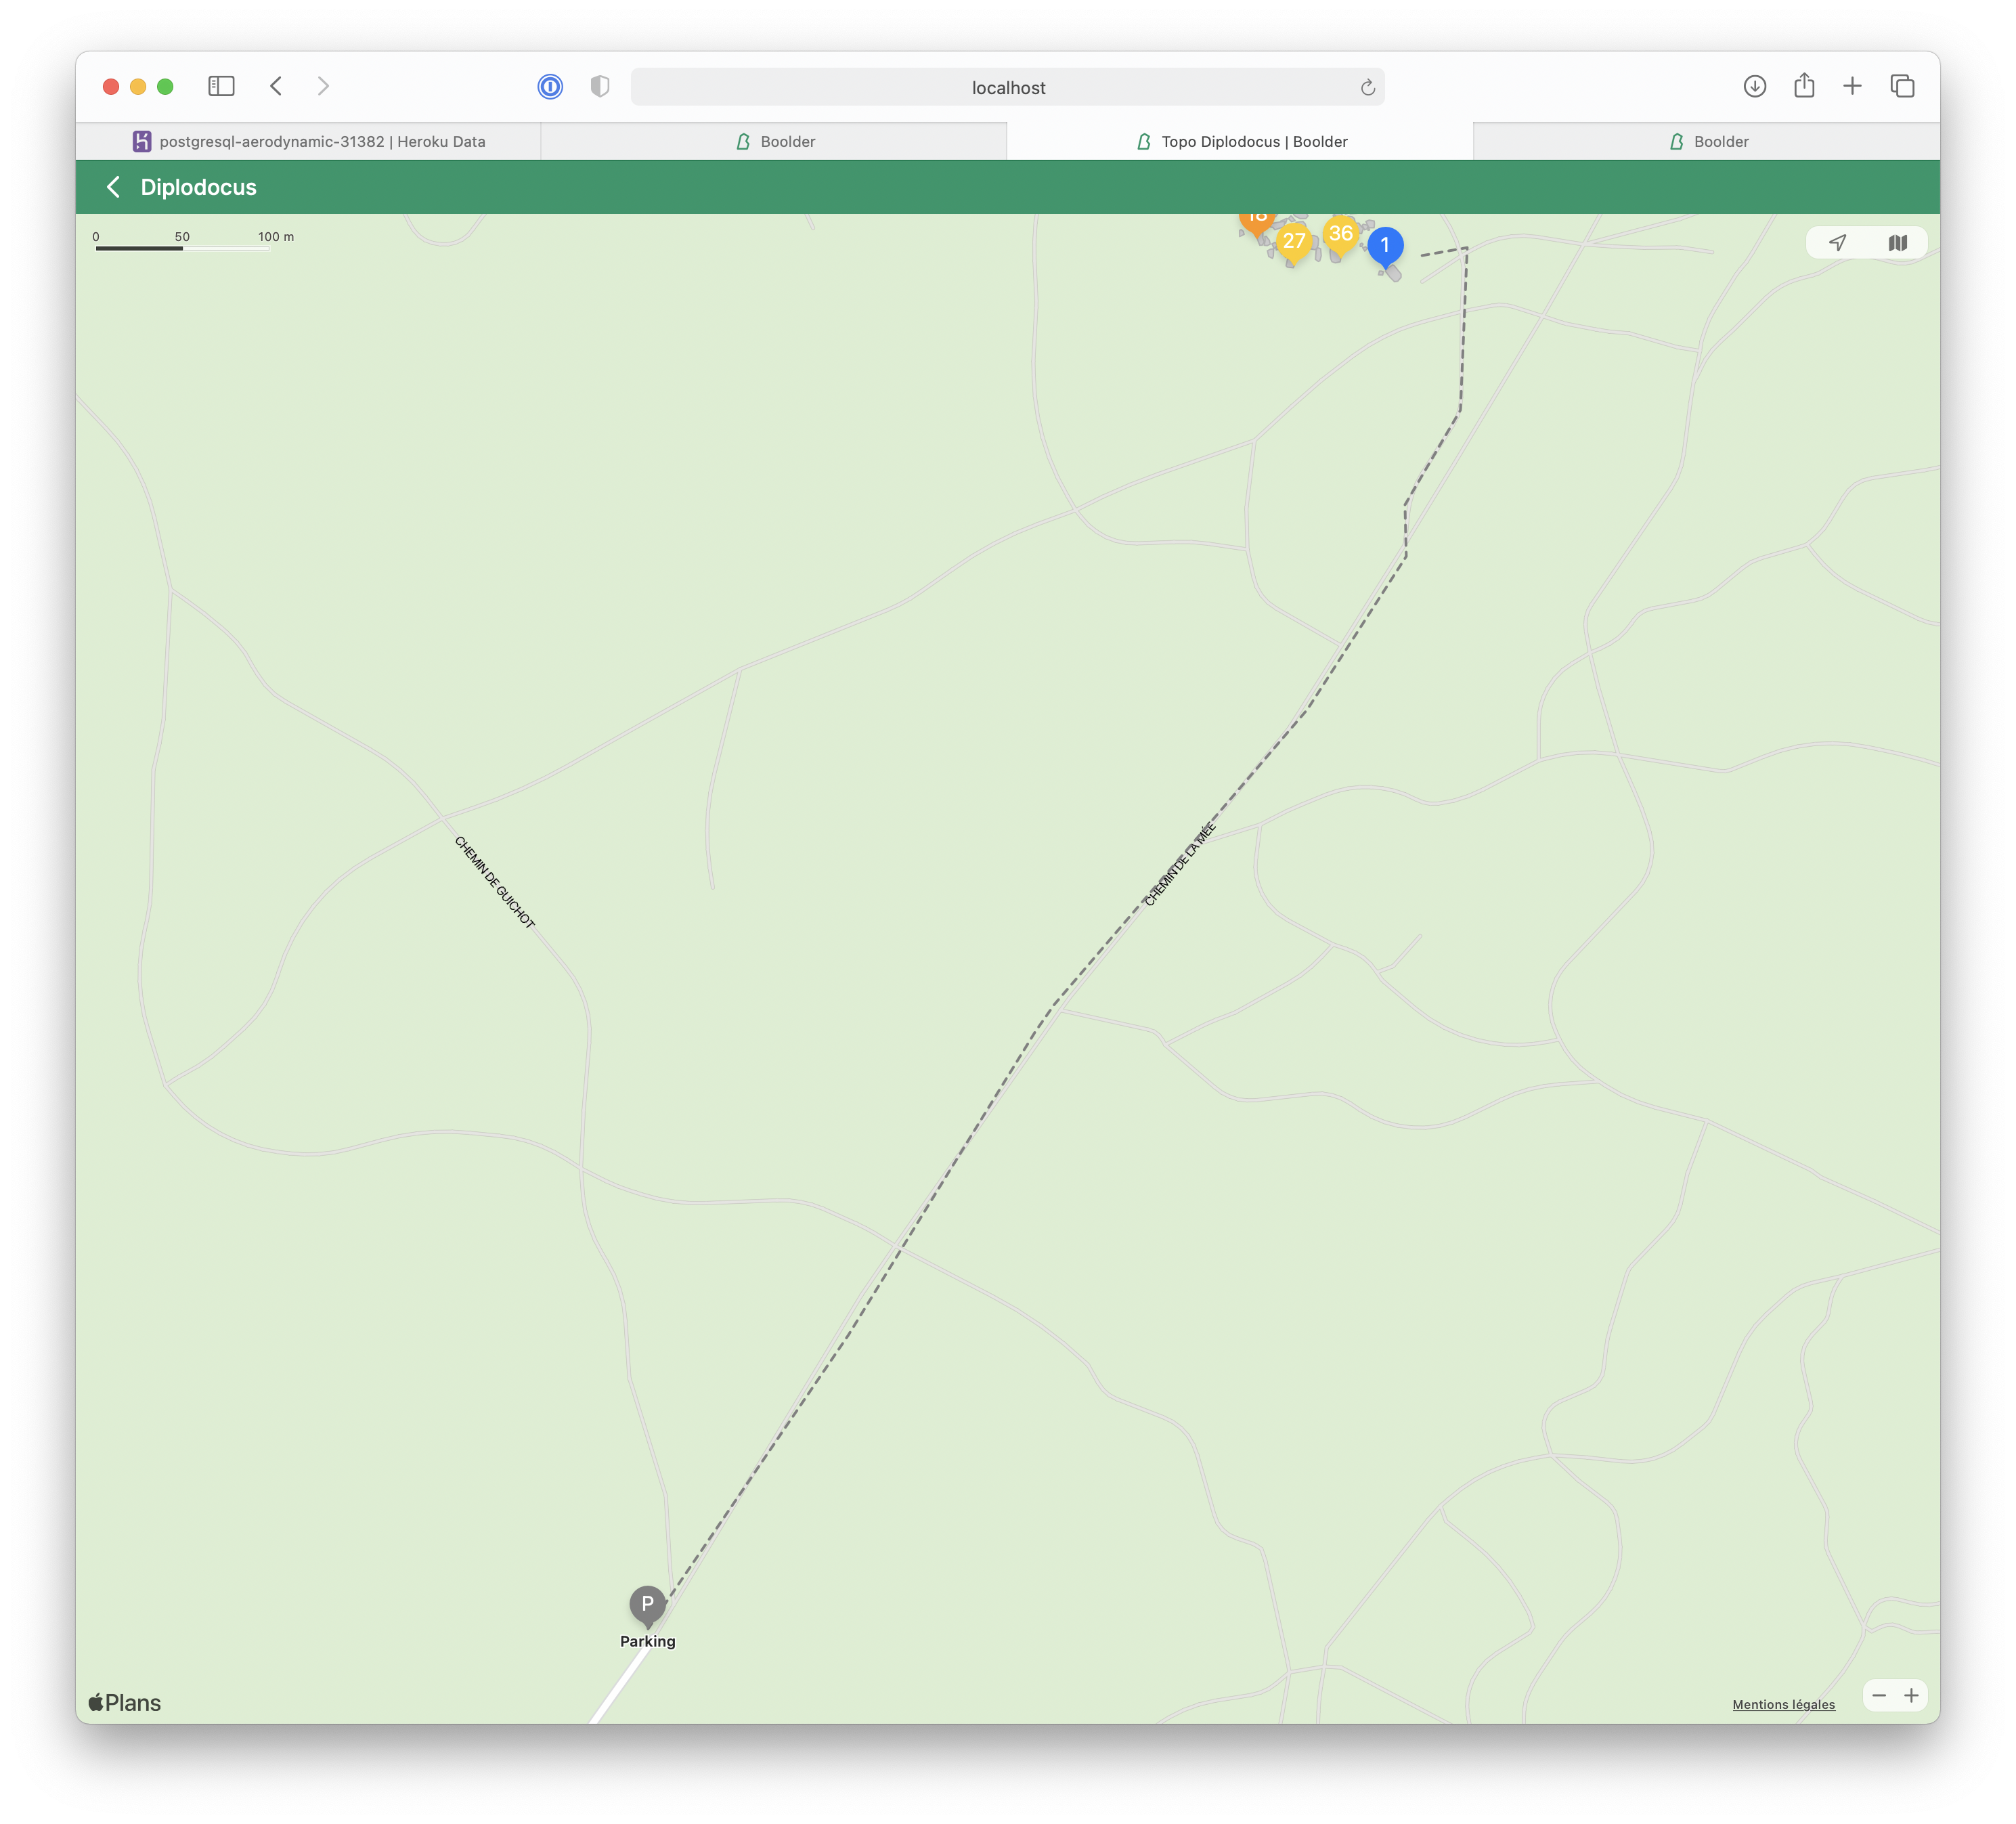 localhost
postgresql-aerodynamic-31382 | Heroku Data
Boolder
Topo Diplodocus | Boolder
Boolder
Diplodocus
0 50 100 m
18
27
36
1
CHEMIN DE GUICHOT
CHEMIN DE LA MÉE
P
Parking
Plans
Mentions légales